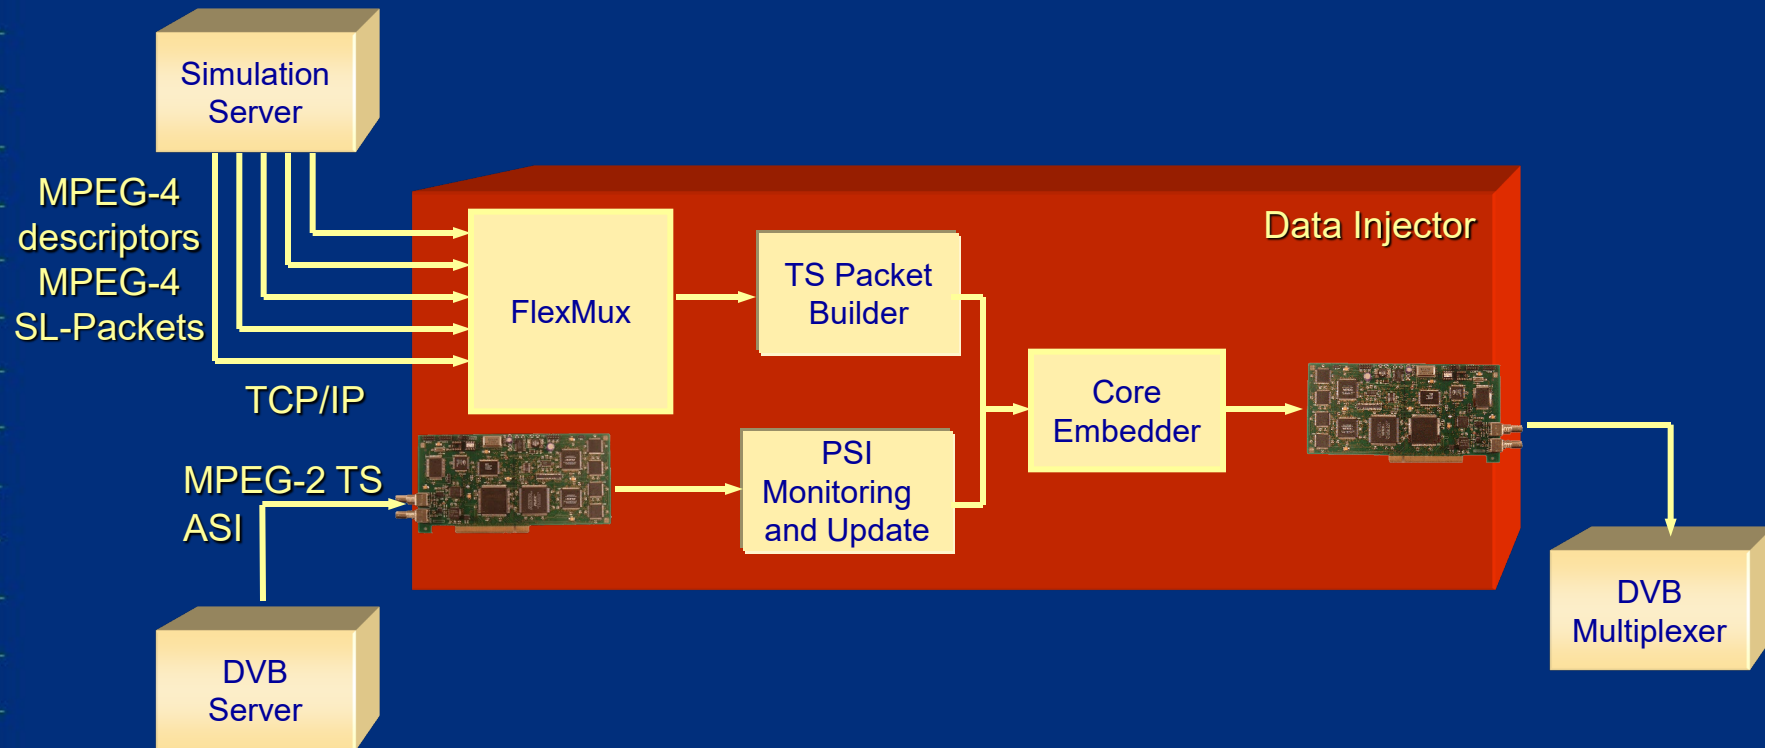 Simulation
Server
MPEG-4
descriptors
MPEG-4
SL-Packets
TCP/IP
Data Injector
FlexMux
TS Packet
Builder
Core
Embedder
PSI
Monitoring
and Update
MPEG-2 TS
ASI
DVB
Server
DVB
Multiplexer